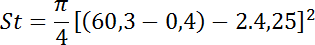 St = π/4 [(60,3 − 0,4) − 2.4,25]²